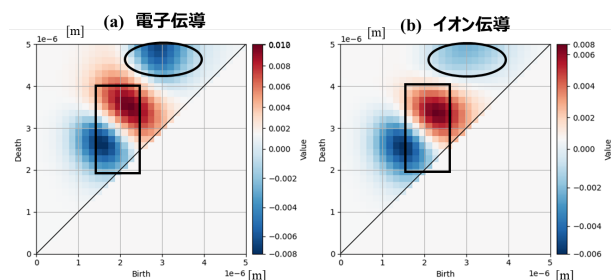 (a) 電子伝導
(b) イオン伝導
1e-6 [m]
5
4
3
2
1
0
Death
0 1 2 3 4 5
Birth
1e-6 [m]
0.012
0.010
0.008
0.006
0.004
0.002
0.000
−0.002
−0.004
−0.006
−0.008
Value
1e-6 [m]
5
4
3
2
1
0
Death
0 1 2 3 4 5
Birth
1e-6 [m]
0.008
0.006
0.004
0.002
0.000
−0.002
−0.004
−0.006
Value